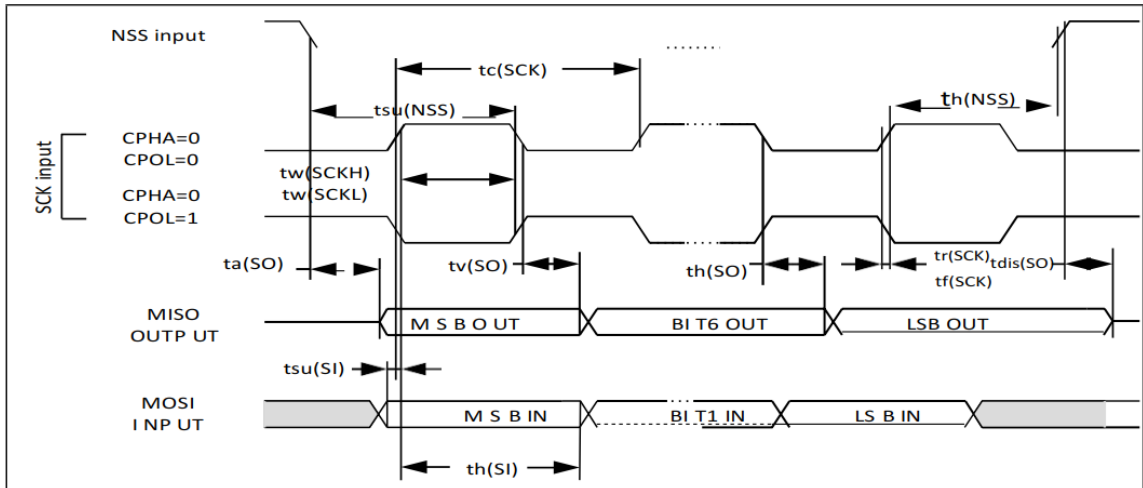 NSS input
tc(SCK)
tsu(NSS)
th(NSS)
SCK input
CPHA=0
CPOL=0
CPHA=0
CPOL=1
tw(SCKH)
tw(SCKL)
ta(SO)
tv(SO)
th(SO)
tr(SCK)
tf(SCK)
tdis(SO)
MISO
OUTP UT
M S B O UT
BI T6 OUT
LSB OUT
tsu(SI)
MOSI
I NP UT
M S B IN
BI T1 IN
LS B IN
th(SI)